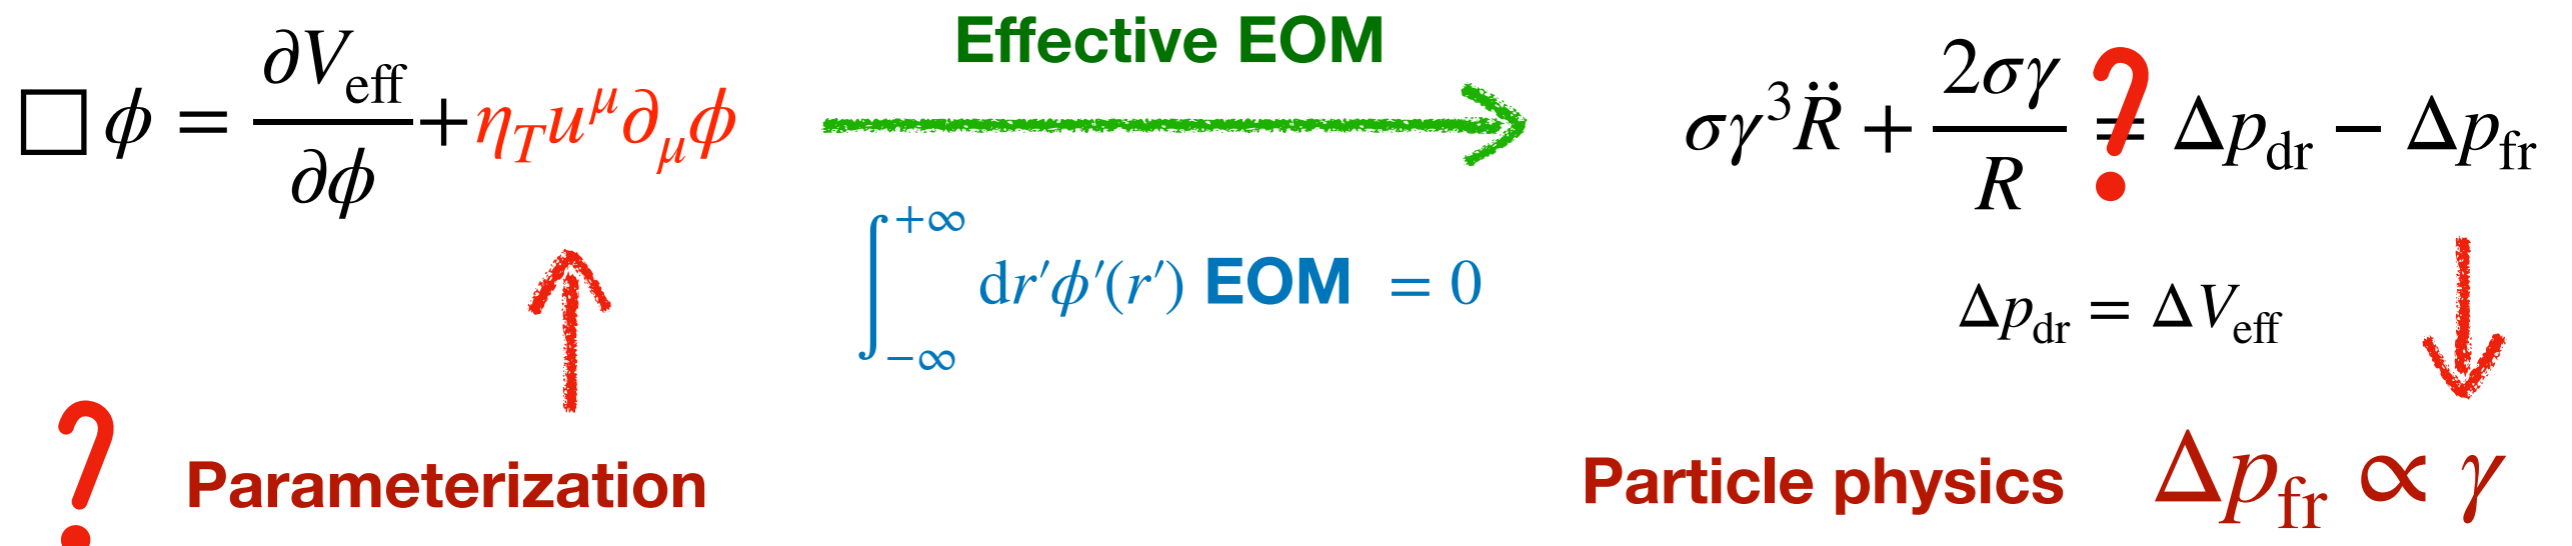 Effective EOM
□ϕ = ∂V_eff/∂ϕ + η_T u^μ ∂_μ ϕ
σγ³R̈ + 2σγ/R = Δp_dr − Δp_fr
?
∫_{−∞}^{+∞} dr′ϕ′(r′) EOM = 0
Δp_dr = ΔV_eff
?
Parameterization
Particle physics Δp_fr ∝ γ